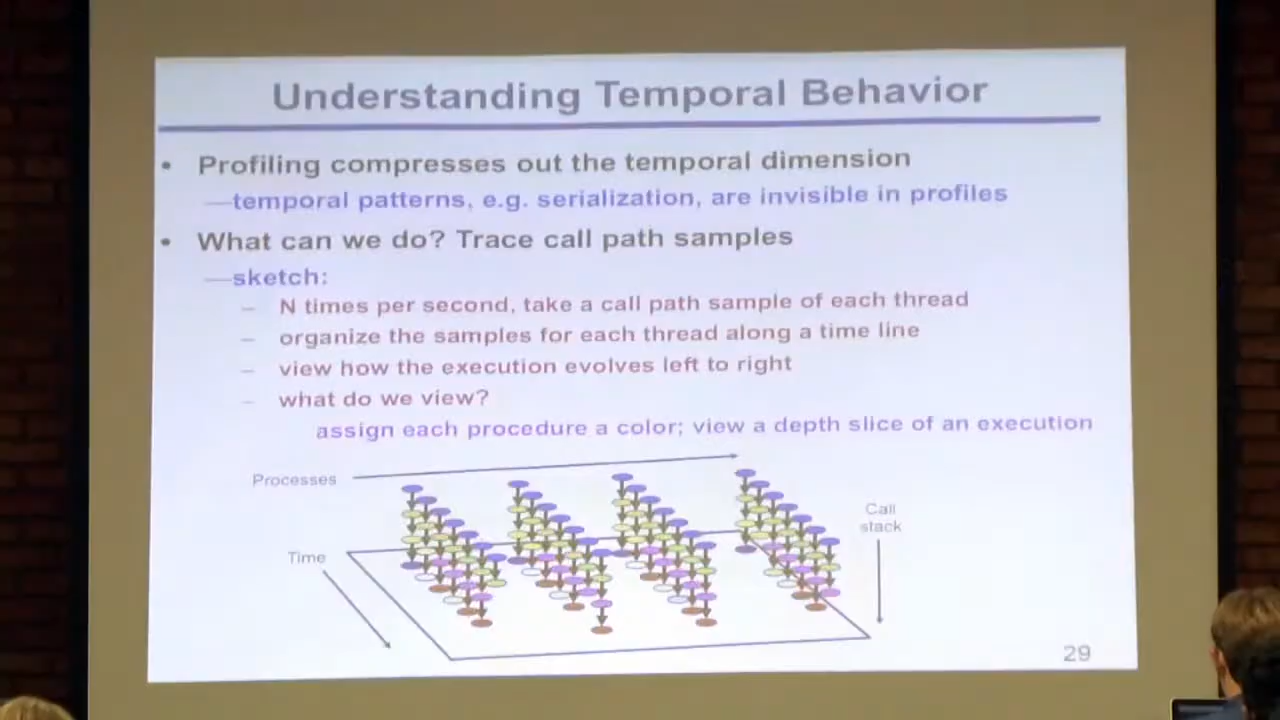 Understanding Temporal Behavior
• Profiling compresses out the temporal dimension
—temporal patterns, e.g. serialization, are invisible in profiles
• What can we do? Trace call path samples
—sketch:
– N times per second, take a call path sample of each thread
– organize the samples for each thread along a time line
– view how the execution evolves left to right
– what do we view?
assign each procedure a color; view a depth slice of an execution
Processes
Call
stack
Time
29